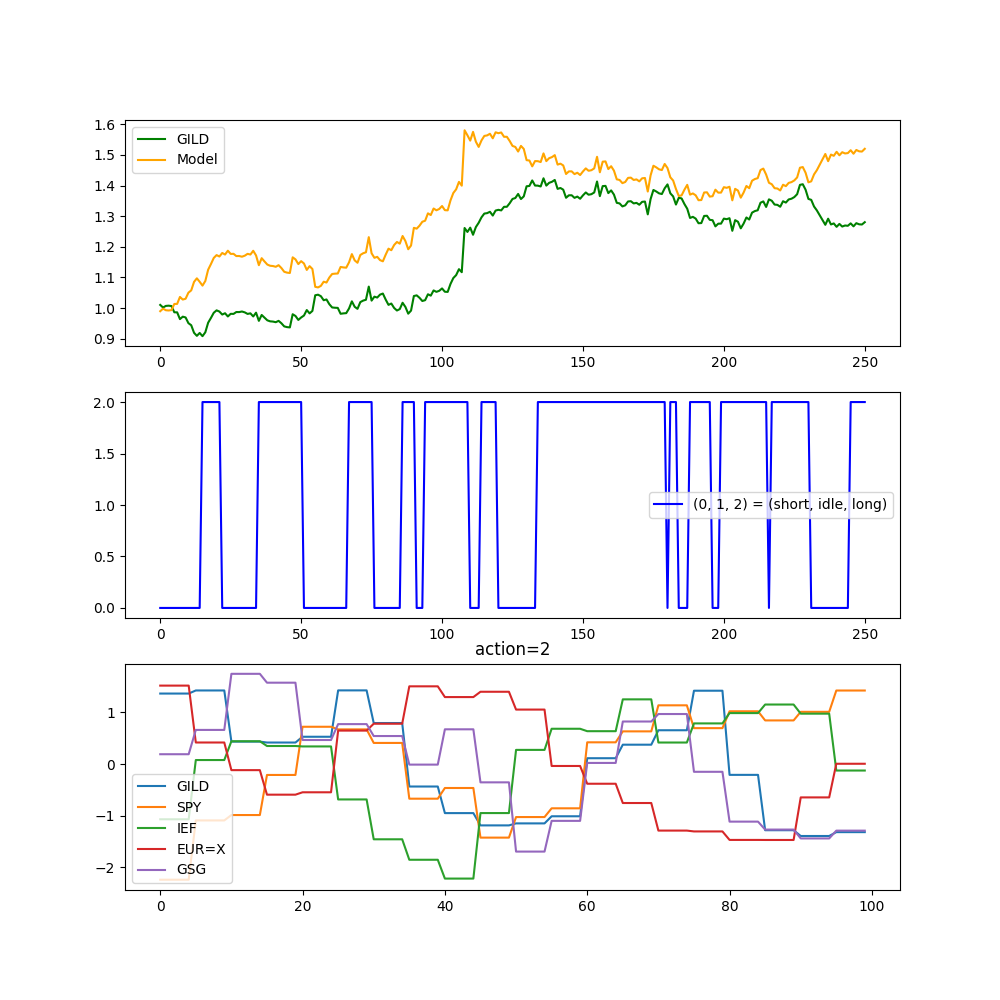 1.6
1.5
1.4
1.3
1.2
1.1
1.0
0.9
GILD
Model
0 50 100 150 200 250
2.0
1.5
1.0
0.5
0.0
(0, 1, 2) = (short, idle, long)
0 50 100 150 200 250
action=2
1
0
−1
−2
GILD
SPY
IEF
EUR=X
GSG
0 20 40 60 80 100